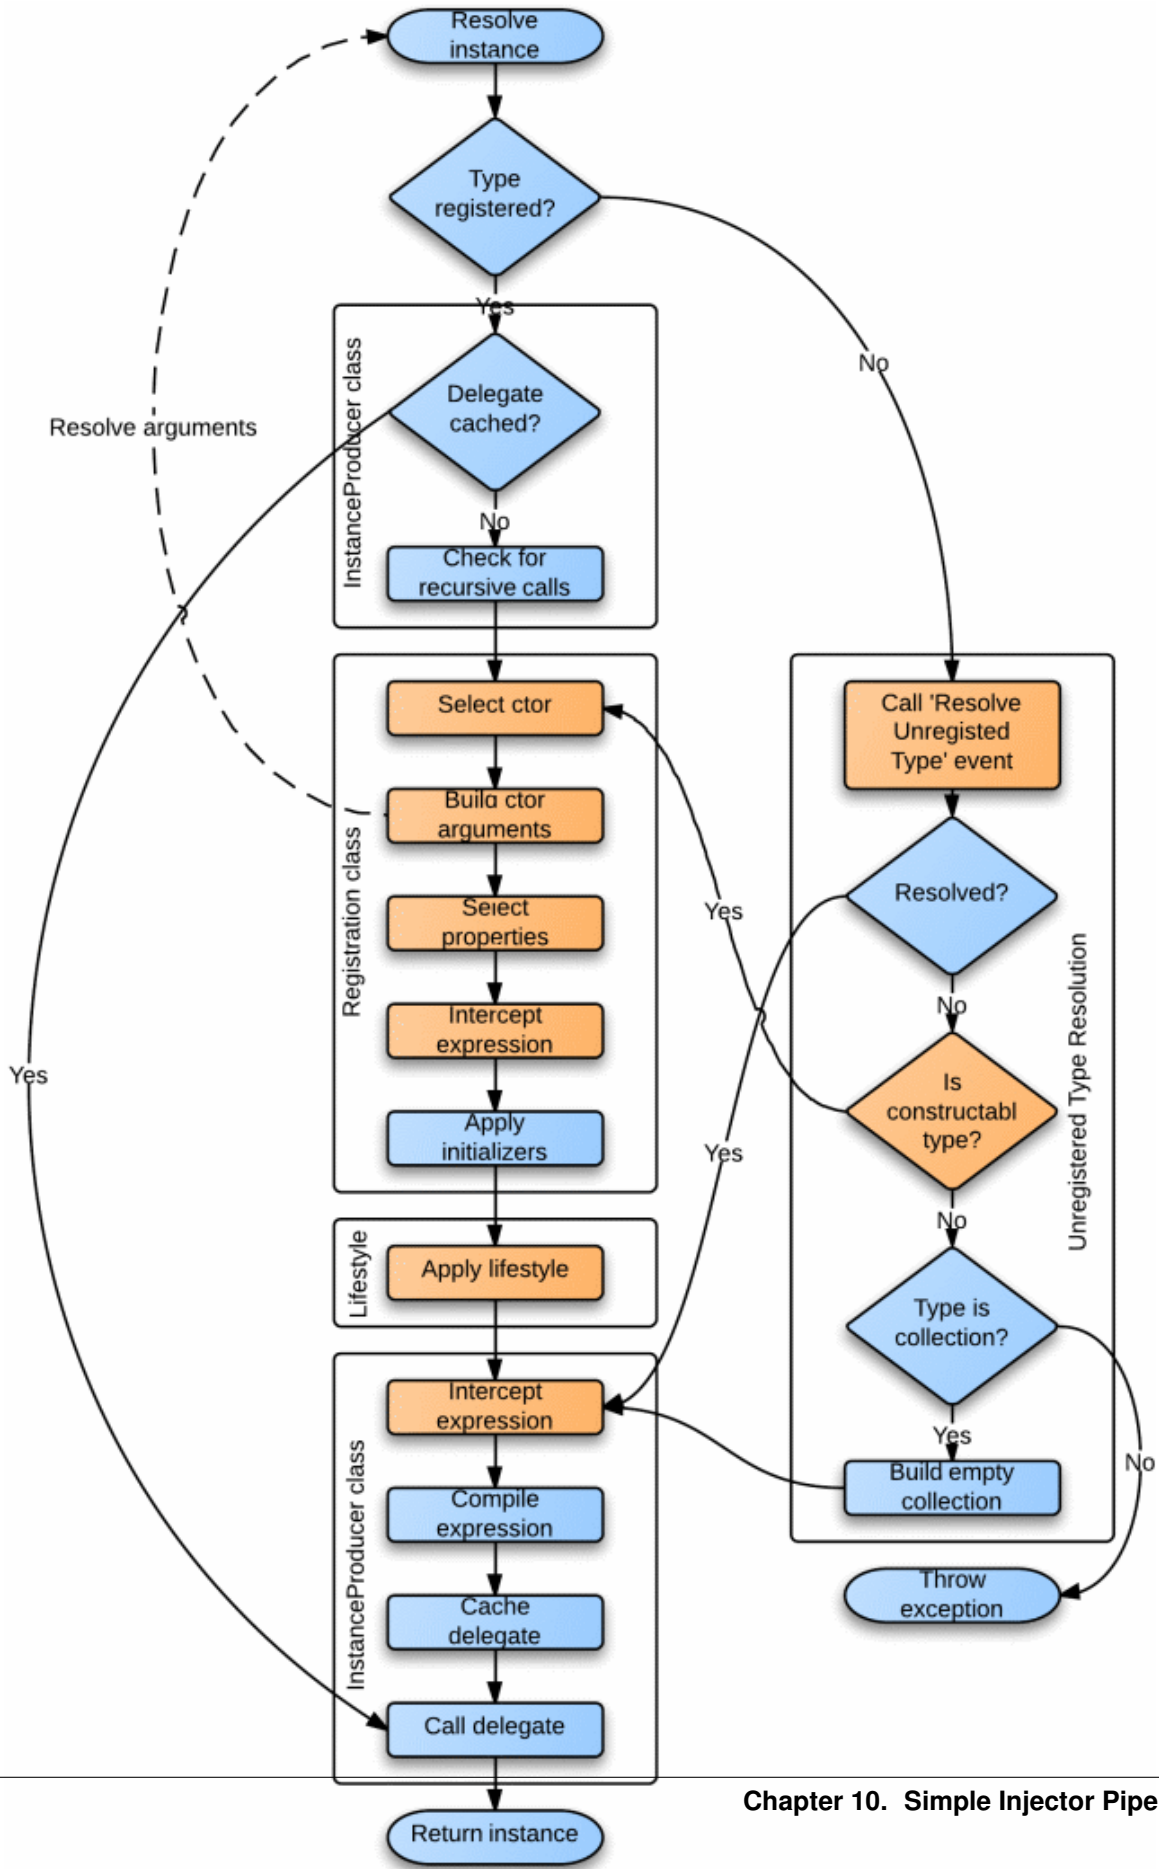 Resolve
instance
Type
registered?
Yes
No
InstanceProducer class
Delegate
cached?
Resolve arguments
No
Check for
recursive calls
Registration class
Select ctor
Build ctor
arguments
Select
properties
Intercept
expression
Apply
initializers
Yes
Lifestyle
Apply lifestyle
InstanceProducer class
Intercept
expression
Compile
expression
Cache
delegate
Call delegate
Return instance
Unregistered Type Resolution
Call 'Resolve
Unregisted
Type' event
Resolved?
Yes
No
Is
constructabl
type?
Yes
No
Type is
collection?
Yes
No
Build empty
collection
Throw
exception
Chapter 10. Simple Injector Pipe